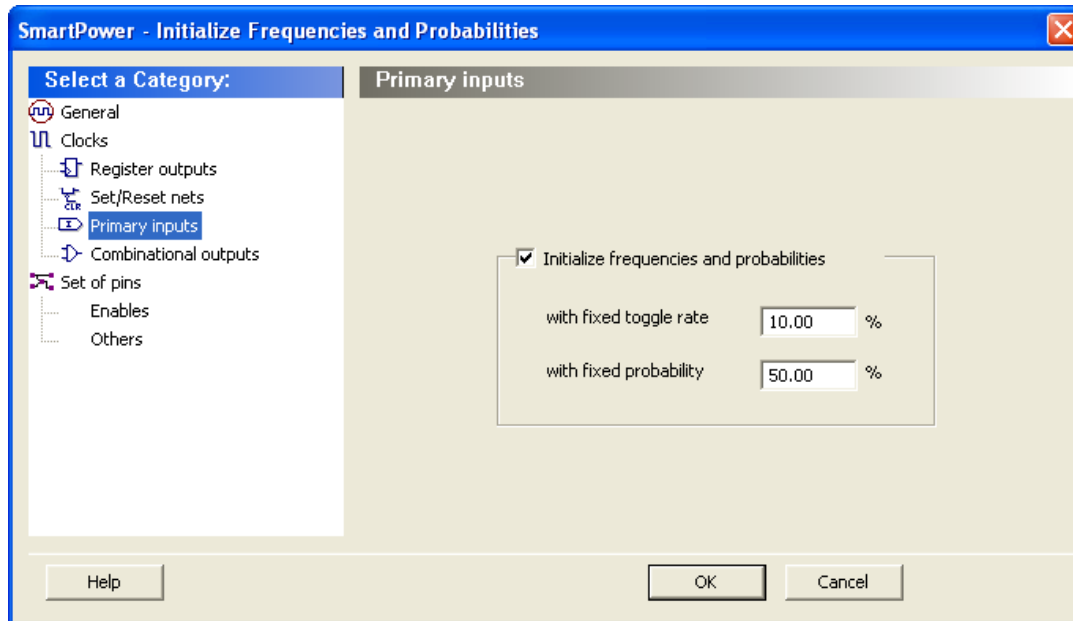 SmartPower - Initialize Frequencies and Probabilities
Select a Category:
General
Clocks
Register outputs
Set/Reset nets
CLR
Primary inputs
Combinational outputs
Set of pins
Enables
Others
Primary inputs
Initialize frequencies and probabilities
with fixed toggle rate 10.00 %
with fixed probability 50.00 %
Help OK Cancel